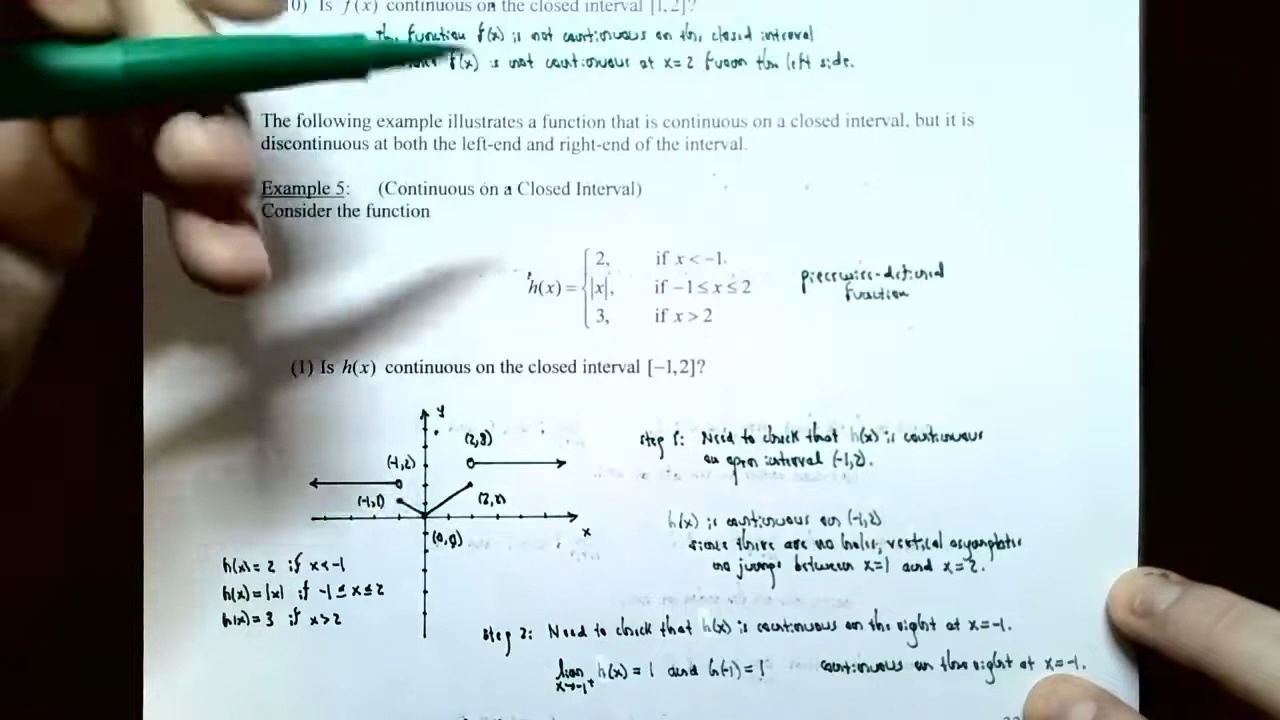 0) Is f(x) continuous on the closed interval [1,2]?
the function f(x) is not continuous on the closed interval
f(x) is not continuous at x=2 from the left side.
The following example illustrates a function that is continuous on a closed interval, but it is
discontinuous at both the left-end and right-end of the interval.
Example 5: (Continuous on a Closed Interval)
Consider the function
h(x) = { 2, if x < −1.
|x|, if −1 ≤ x ≤ 2
3, if x > 2
piecewise-defined
function
(1) Is h(x) continuous on the closed interval [−1,2]?
y
(2,3)
(-1,2)
(-1,1)
(2,2)
x
(0,0)
h(x)= 2 if x<-1
h(x)= |x| if -1≤x≤2
h(x)= 3 if x>2
Step 1: Need to check that h(x) is continuous
on open interval (-1,2).
h(x) is continuous on (-1,2)
since there are no holes, vertical asymptotes
no jumps between x=1 and x=2.
Step 2: Need to check that h(x) is continuous on the right at x=-1.
lim x→-1⁺ h(x)=1 and h(-1)=1 continuous on the right at x=-1.